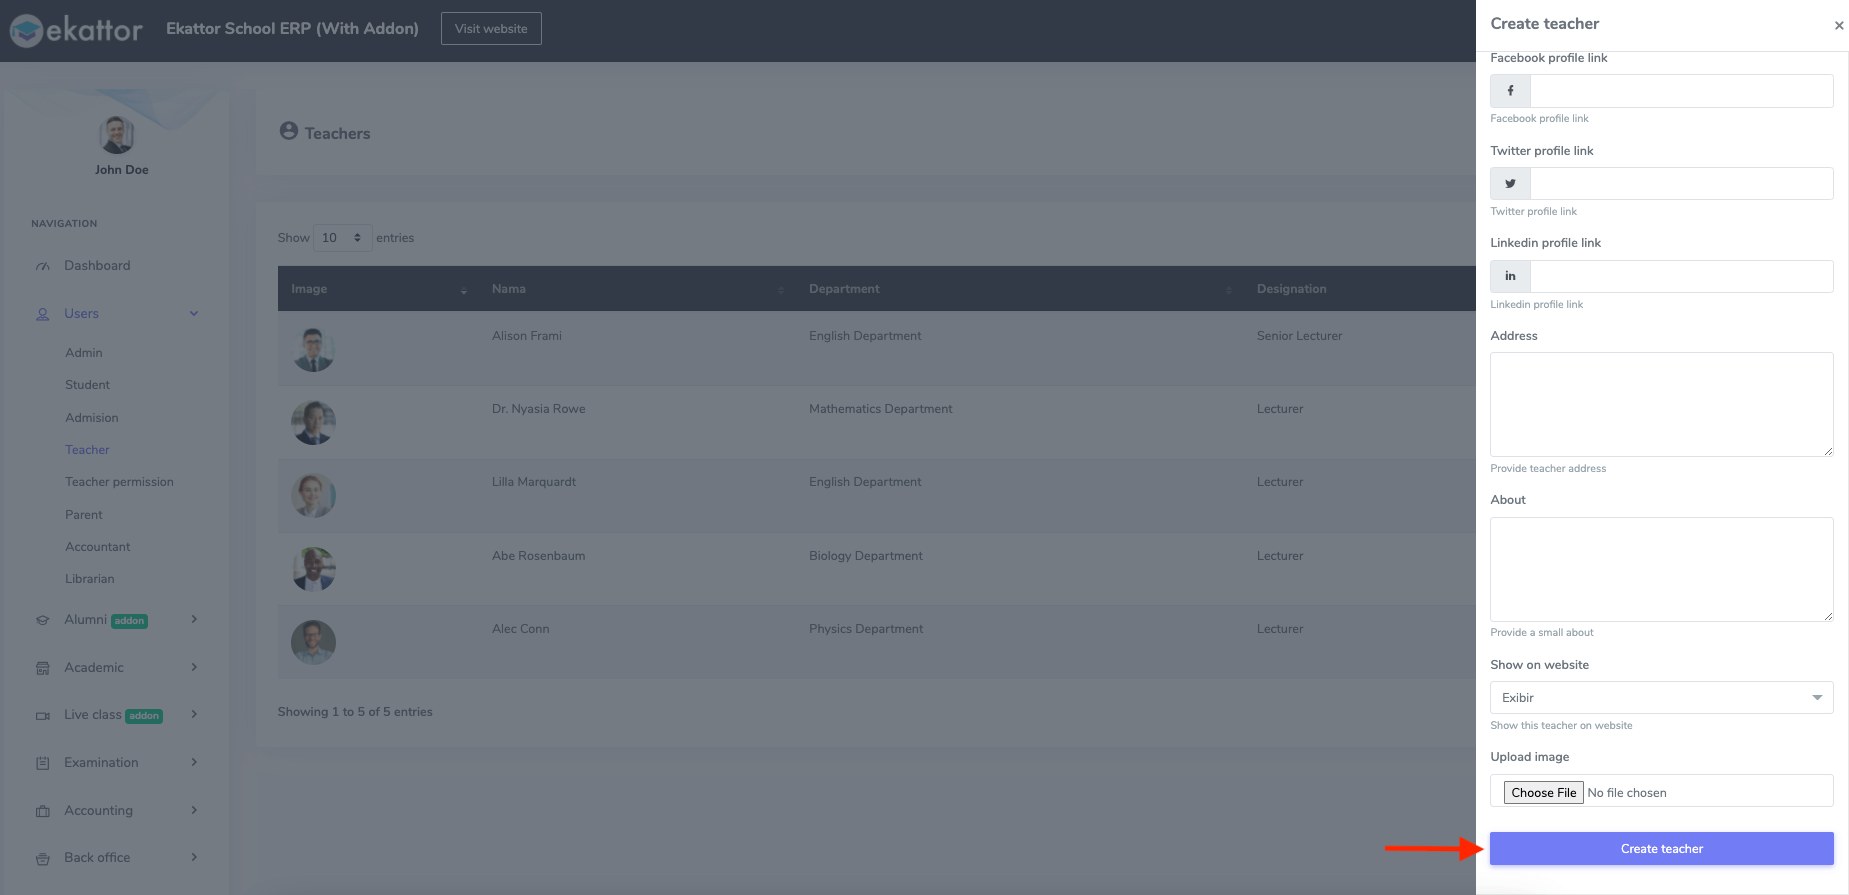 ekattor
Ekattor School ERP (With Addon)
Visit website
John Doe
NAVIGATION
Dashboard
Users
Admin
Student
Admision
Teacher
Teacher permission
Parent
Accountant
Librarian
Alumni addon
Academic
Live class addon
Examination
Accounting
Back office
Teachers
Show 10 entries
Image Nama Department Designation
Alison Frami English Department Senior Lecturer
Dr. Nyasia Rowe Mathematics Department Lecturer
Lilla Marquardt English Department Lecturer
Abe Rosenbaum Biology Department Lecturer
Alec Conn Physics Department Lecturer
Showing 1 to 5 of 5 entries
Create teacher
×
Facebook profile link
Facebook profile link
Twitter profile link
Twitter profile link
Linkedin profile link
in
Linkedin profile link
Address
Provide teacher address
About
Provide a small about
Show on website
Exibir
Show this teacher on website
Upload image
Choose File No file chosen
Create teacher